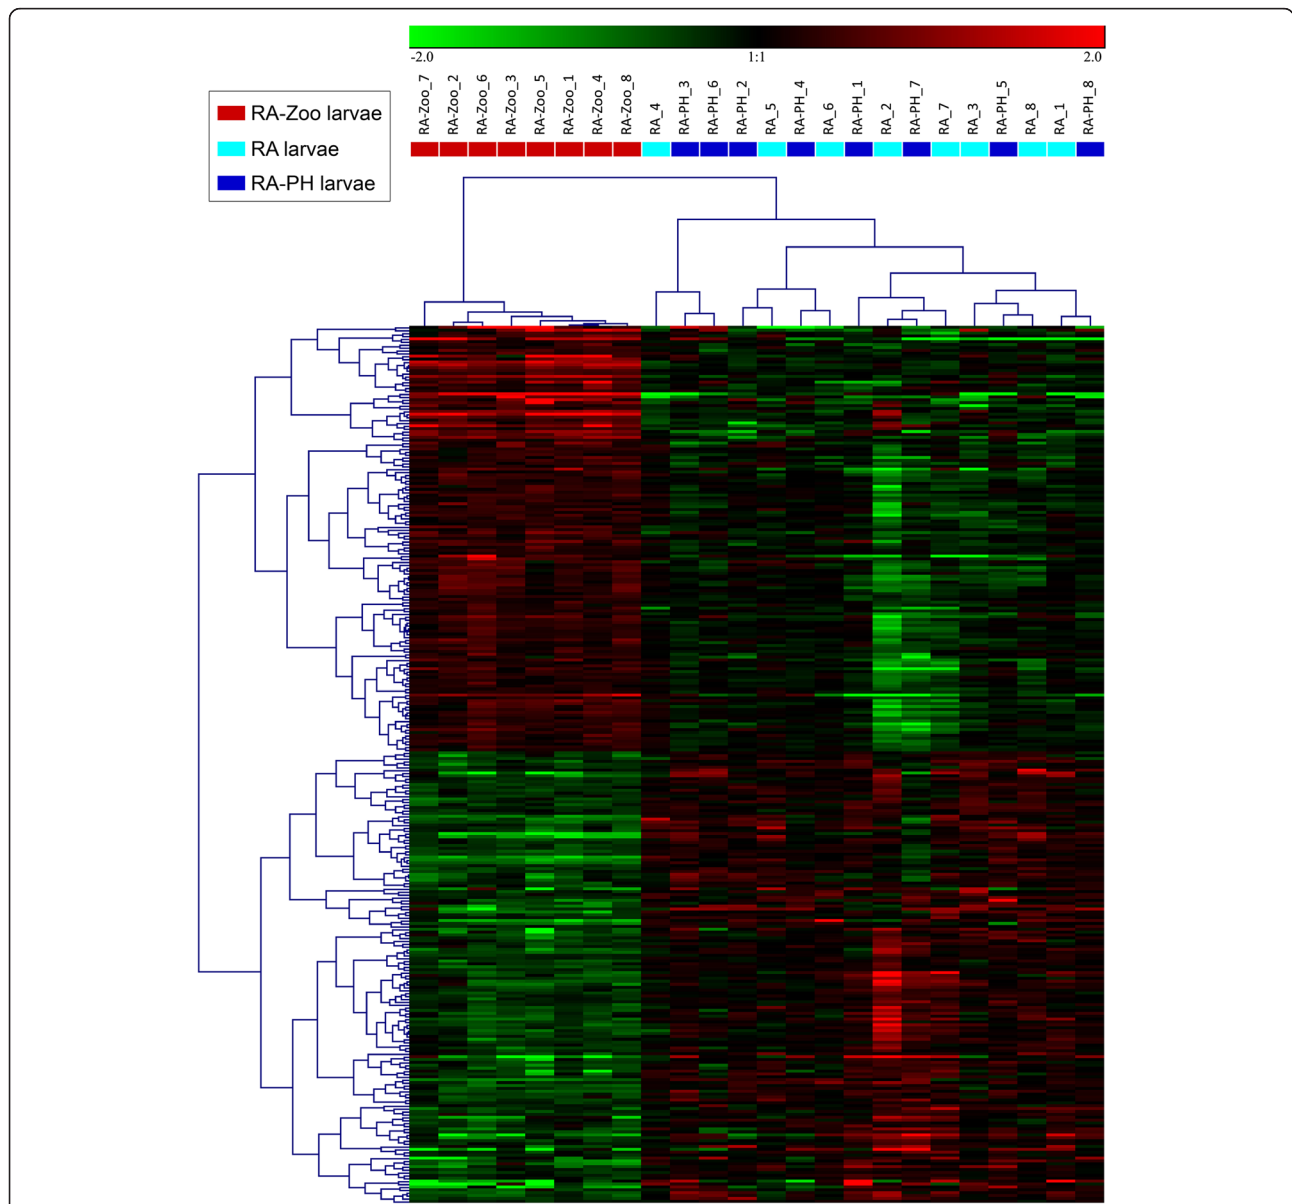 -2.0 1:1 2.0
RA-Zoo_7 RA-Zoo_2 RA-Zoo_6 RA-Zoo_3 RA-Zoo_5 RA-Zoo_1 RA-Zoo_4 RA-Zoo_8 RA_4 RA-PH_3 RA-PH_6 RA-PH_2 RA_5 RA-PH_4 RA_6 RA-PH_1 RA_2 RA-PH_7 RA_7 RA_3 RA-PH_5 RA_8 RA_1 RA-PH_8
RA-Zoo larvae
RA larvae
RA-PH larvae